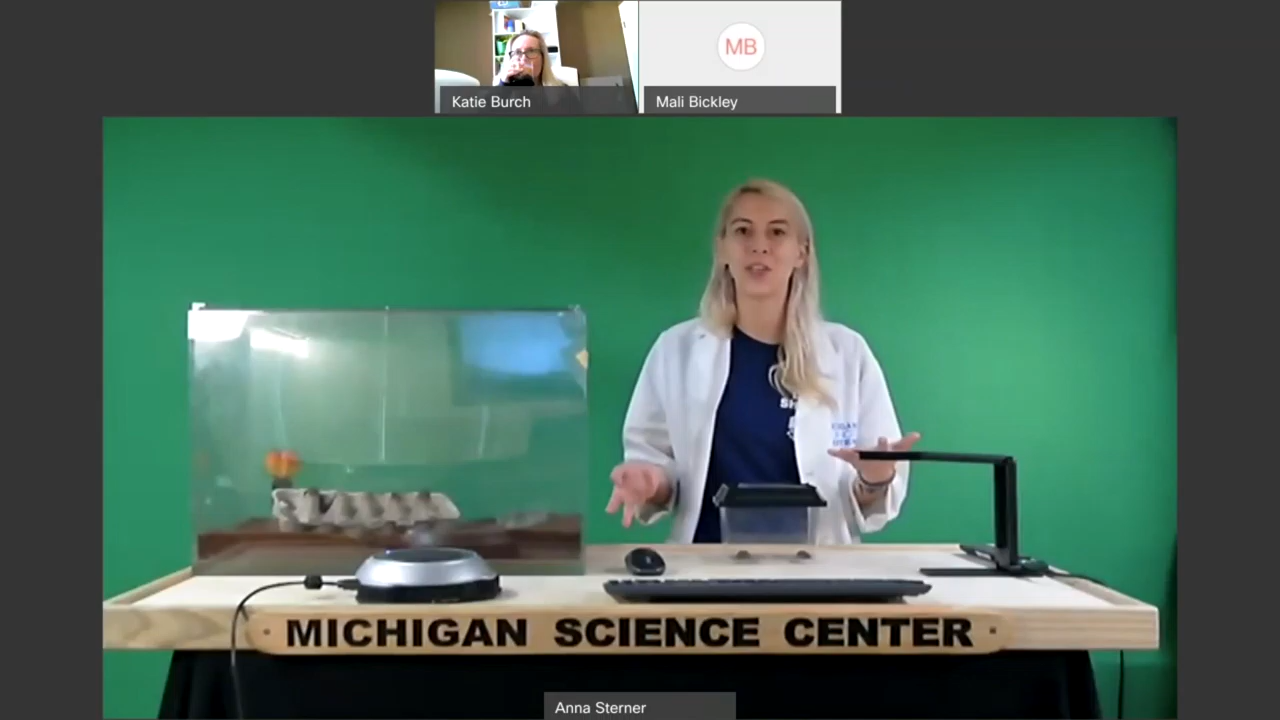 MB
Katie Burch
Mali Bickley
MICHIGAN SCIENCE CENTER
Anna Sterner